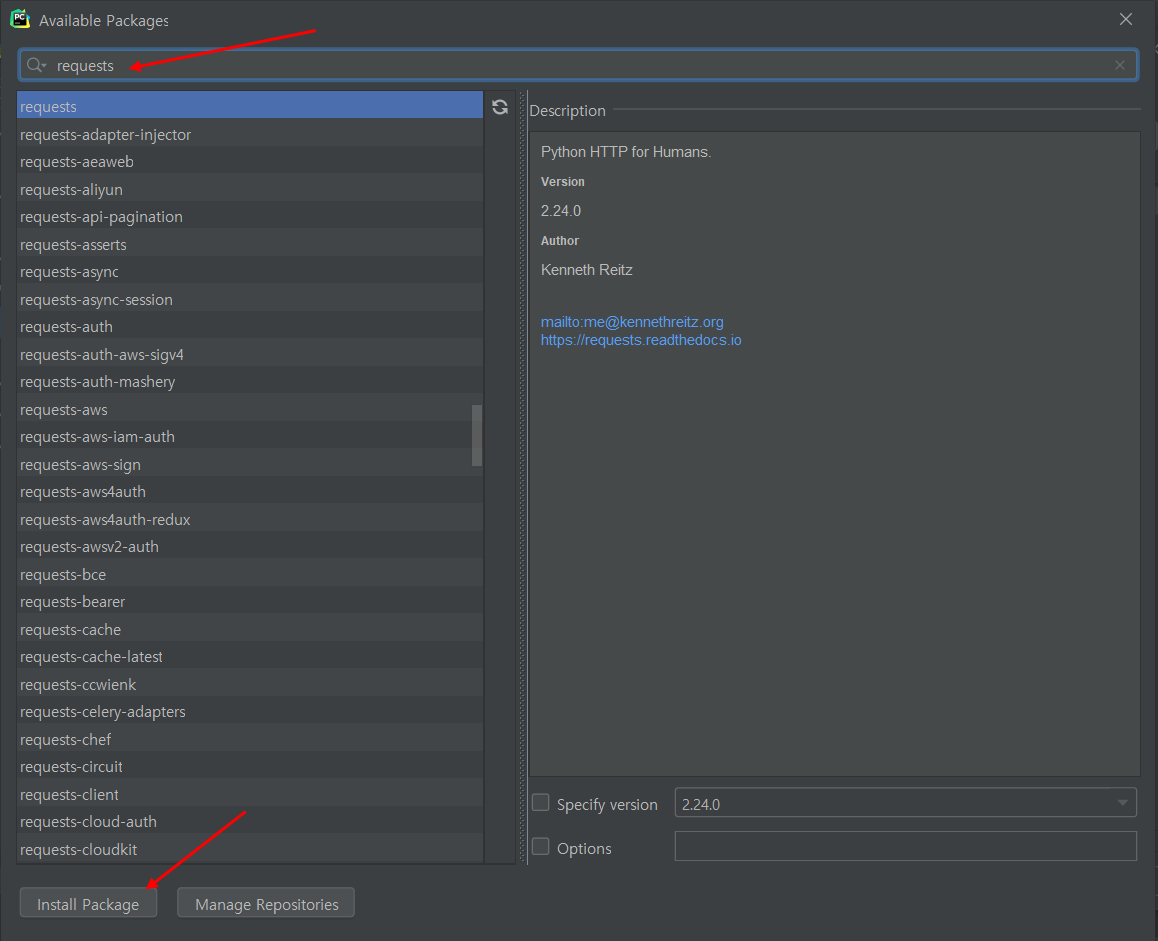 PC
Available Packages
requests
requests
requests-adapter-injector
requests-aeaweb
requests-aliyun
requests-api-pagination
requests-asserts
requests-async
requests-async-session
requests-auth
requests-auth-aws-sigv4
requests-auth-mashery
requests-aws
requests-aws-iam-auth
requests-aws-sign
requests-aws4auth
requests-aws4auth-redux
requests-awsv2-auth
requests-bce
requests-bearer
requests-cache
requests-cache-latest
requests-ccwienk
requests-celery-adapters
requests-chef
requests-circuit
requests-client
requests-cloud-auth
requests-cloudkit
Description
Python HTTP for Humans.
Version
2.24.0
Author
Kenneth Reitz
mailto:me@kennethreitz.org
https://requests.readthedocs.io
Specify version
2.24.0
Options
Install Package
Manage Repositories